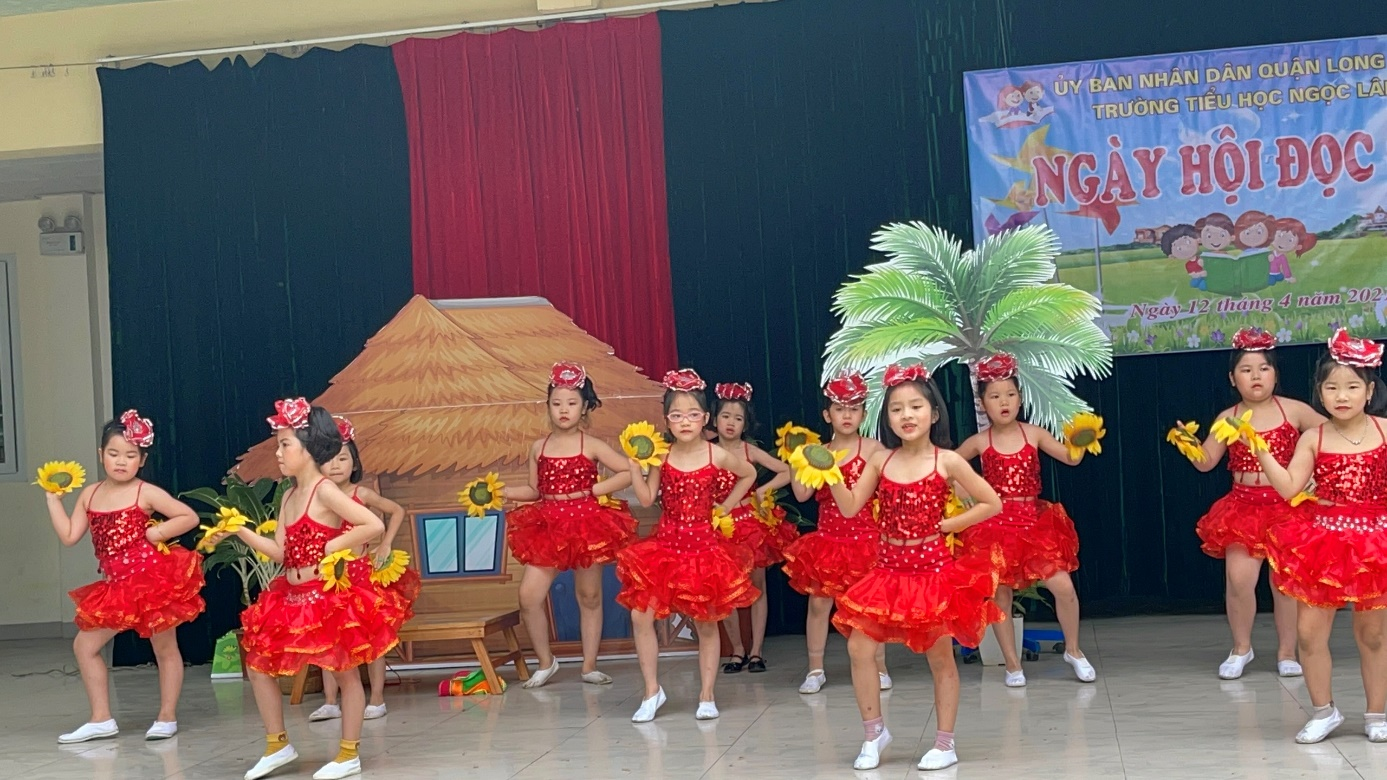 ỦY BAN NHÂN DÂN QUẬN LONG
TRƯỜNG TIỂU HỌC NGỌC LÂ
NGÀY HỘI ĐỌC
Ngày 12 tháng 4 năm 202